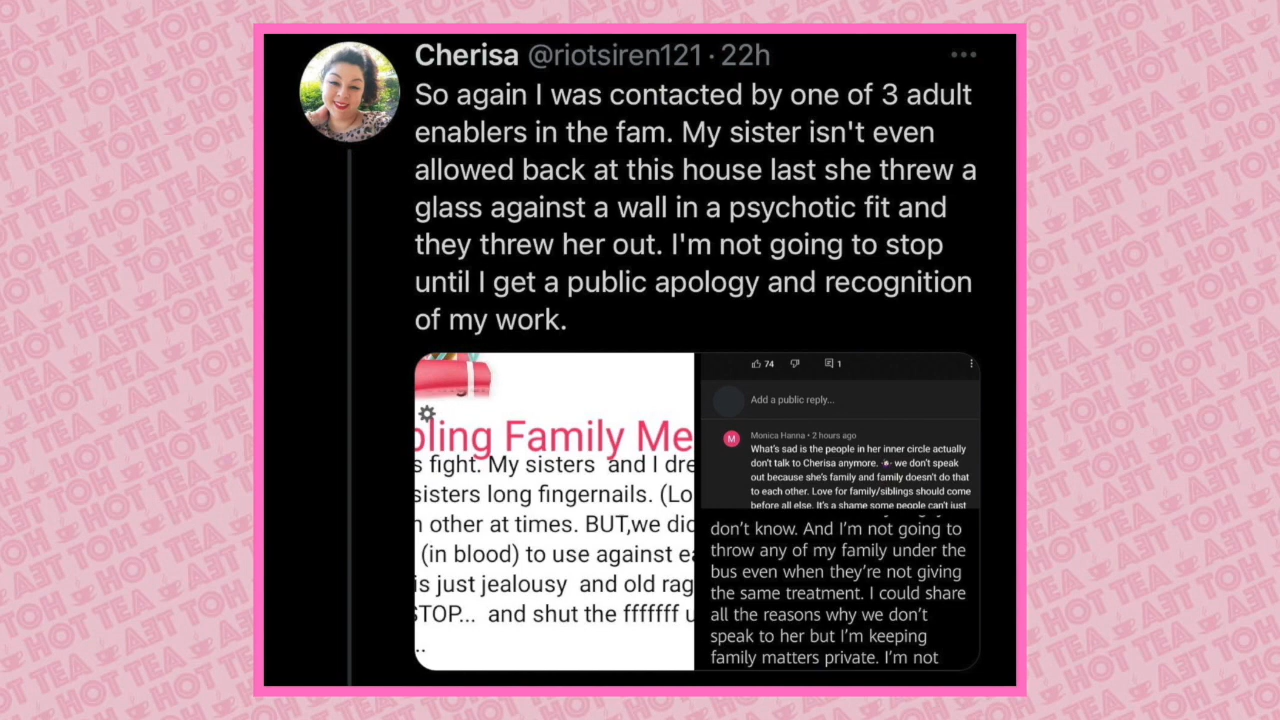 Cherisa @riotsiren121 · 22h
So again I was contacted by one of 3 adult
enablers in the fam. My sister isn't even
allowed back at this house last she threw a
glass against a wall in a psychotic fit and
they threw her out. I'm not going to stop
until I get a public apology and recognition
of my work.
ling Family Me
s fight. My sisters and I dre
sisters long fingernails. (Lo
other at times. BUT,we did
(in blood) to use against ea
is just jealousy and old rag
STOP... and shut the fffffff u
..
74 1
Add a public reply...
M Monica Hanna • 2 hours ago
What's sad is the people in her inner circle actually
don't talk to Cherisa anymore. we don't speak
out because she's family and family doesn't do that
to each other. Love for family/siblings should come
before all else. It's a shame some people can't just
don't know. And I'm not going to
throw any of my family under the
bus even when they're not giving
the same treatment. I could share
all the reasons why we don't
speak to her but I'm keeping
family matters private. I'm not
HOT TEA